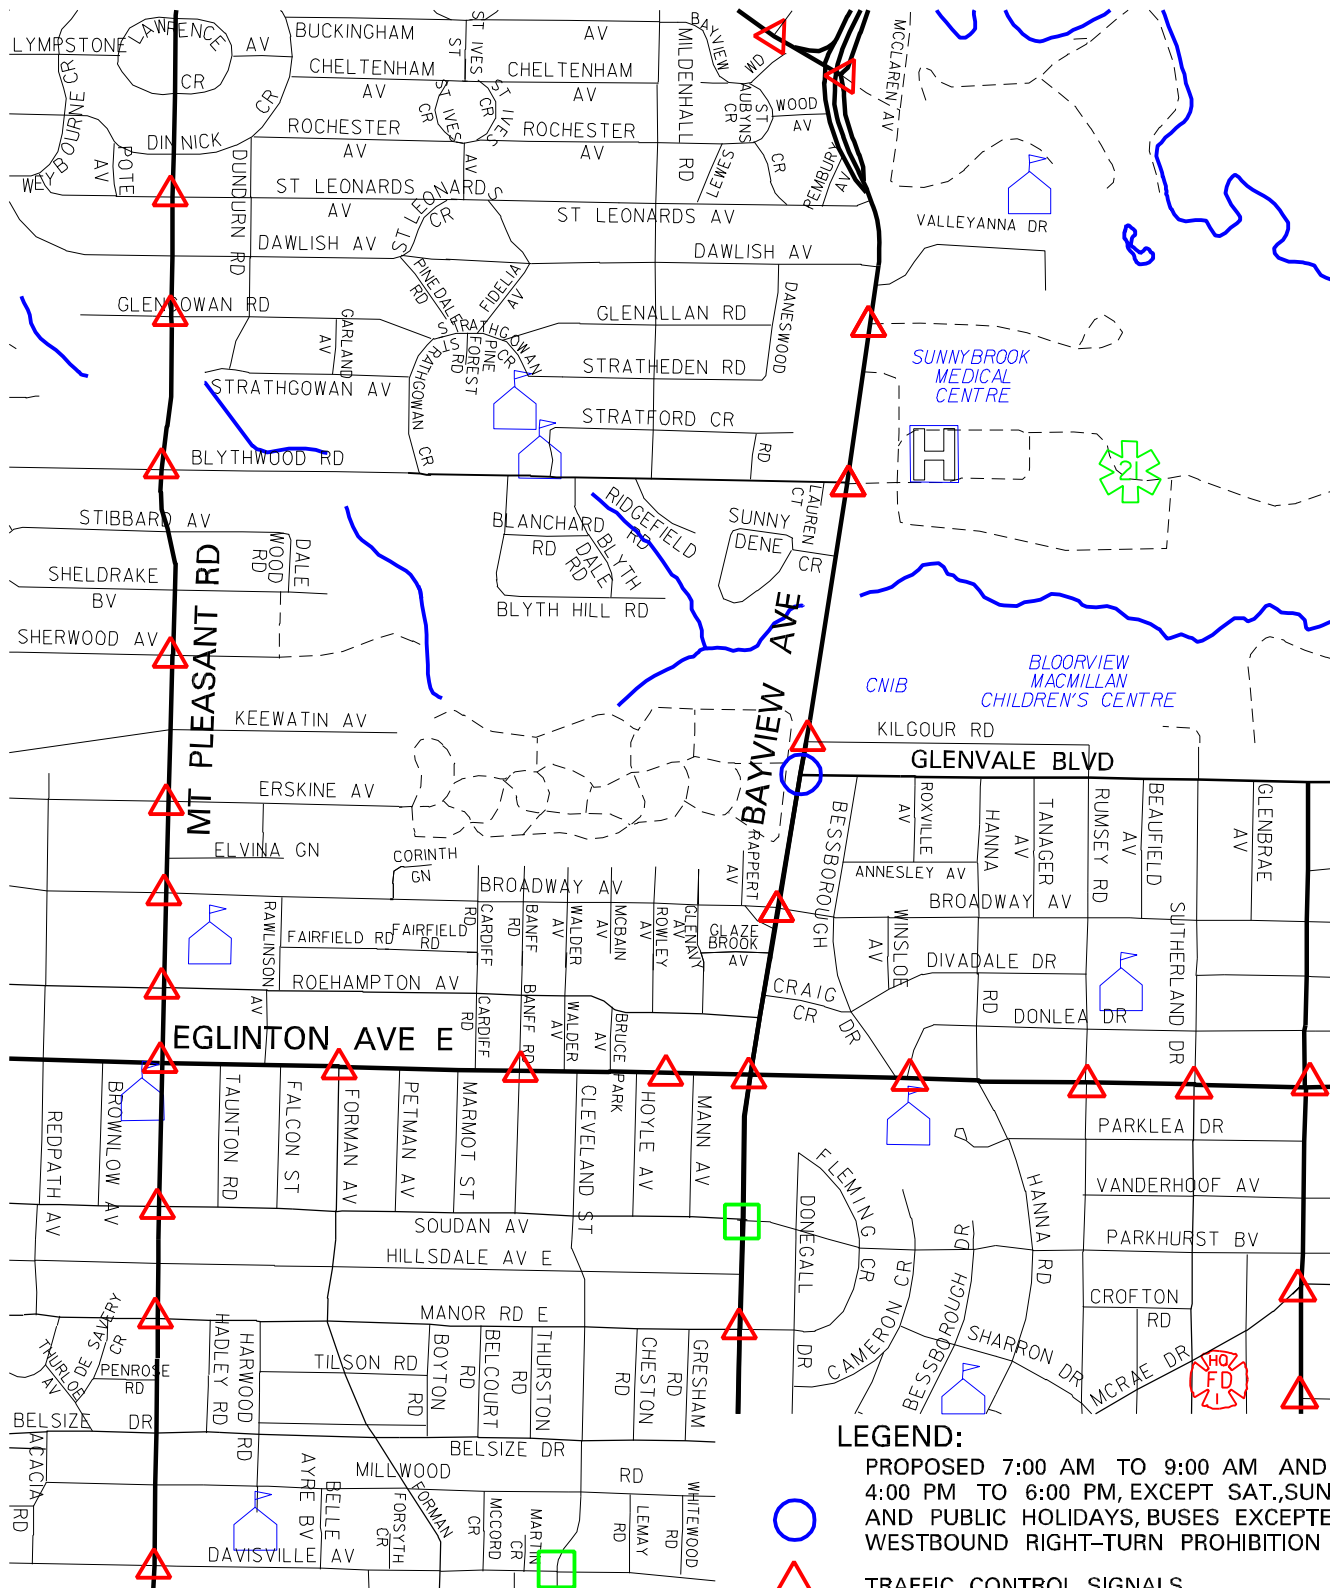 LYMPSTONE
LAWRENCE
AV
CR
BUCKINGHAM
AV
ST IVES
ST
BAYVIEW
WD
MCCLAREN AV
CHELTENHAM
AV
CHELTENHAM
AV
MILDENHALL
RD
ST IVES
CR
ST IVES
CR
ST
AUBYNS
CR
WOOD
AV
WEYBOURNE CR
DINNICK
CR
ROCHESTER
AV
ROCHESTER
AV
POTE
AV
DUNDURN RD
AV
LEWES
CR
PEMBURY
AV
ST LEONARDS
AV
ST LEONARDS
CR
ST LEONARDS AV
VALLEYANNA DR
DAWLISH AV
DAWLISH AV
PINEDALE
RD
FIDELIA
AV
GLENGOWAN RD
GARLAND
AV
GLENALLAN RD
DANESWOOD
RD
STRATHGOWAN
CR
STRATHGOWAN
CR
PINE
FOREST
RD
STRATHEDEN RD
STRATHGOWAN AV
STRATFORD CR
SUNNYBROOK
MEDICAL
CENTRE
H
21
BLYTHWOOD RD
LAUREN
CT
RIDGEFIELD
RD
STIBBARD AV
BLANCHARD
RD
BLYTH
DALE
RD
SUNNY
DENE
CR
DALE
WOOD
RD
SHELDRAKE
BV
BLYTH HILL RD
SHERWOOD AV
MT PLEASANT RD
BAYVIEW AVE
CNIB
BLOORVIEW
MACMILLAN
CHILDREN'S CENTRE
KEEWATIN AV
KILGOUR RD
GLENVALE BLVD
ERSKINE AV
ELVINA GN
CORINTH
GN
RAPPERT
AV
BESSBOROUGH
DR
ROXVILLE
AV
HANNA
RD
TANAGER
AV
RUMSEY RD
BEAUFIELD
AV
GLENBRAE
AV
ANNESLEY AV
BROADWAY AV
BROADWAY AV
RAWLINSON
AV
FAIRFIELD RD
FAIRFIELD
RD
CARDIFF
RD
BANFF
RD
WALDER
AV
MCBAIN
AV
ROWLEY
AV
GLENAVY
AV
GLAZE
BROOK
AV
WINSLOE
AV
SUTHERLAND DR
DIVADALE DR
ROEHAMPTON AV
CARDIFF
RD
BANFF RD
WALDER
AV
BRUCE PARK
AV
CRAIG
CR
DONLEA DR
EGLINTON AVE E
REDPATH AV
BROWNLOW AV
TAUNTON RD
FALCON ST
FORMAN AV
PETMAN AV
MARMOT ST
CLEVELAND ST
HOYLE AV
MANN AV
PARKLEA DR
FLEMING
CR
DONEGALL
DR
HANNA RD
VANDERHOOF AV
SOUDAN AV
PARKHURST BV
HILLSDALE AV E
CAMERON CR
BESSBOROUGH DR
CROFTON
RD
MANOR RD E
SHARRON DR
MCRAE DR
THURLOE
AV
DE SAVERY
CR
PENROSE
RD
HADLEY RD
HARWOOD RD
TILSON RD
BOYTON
RD
BELCOURT
RD
THURSTON
RD
CHESTON
RD
GRESHAM
RD
HO
FD
1
BELSIZE DR
BELSIZE DR
ACACIA
RD
MILLWOOD RD
AYRE BV
BELLE
FORSYTH
CR
FORMAN
MCCORD
CR
MARTIN
CR
LEMAY
RD
WHITEWOOD
RD
DAVISVILLE AV
LEGEND:
PROPOSED 7:00 AM TO 9:00 AM AND
4:00 PM TO 6:00 PM, EXCEPT SAT.,SUN
AND PUBLIC HOLIDAYS, BUSES EXCEPTE
WESTBOUND RIGHT-TURN PROHIBITION
TRAFFIC CONTROL SIGNALS